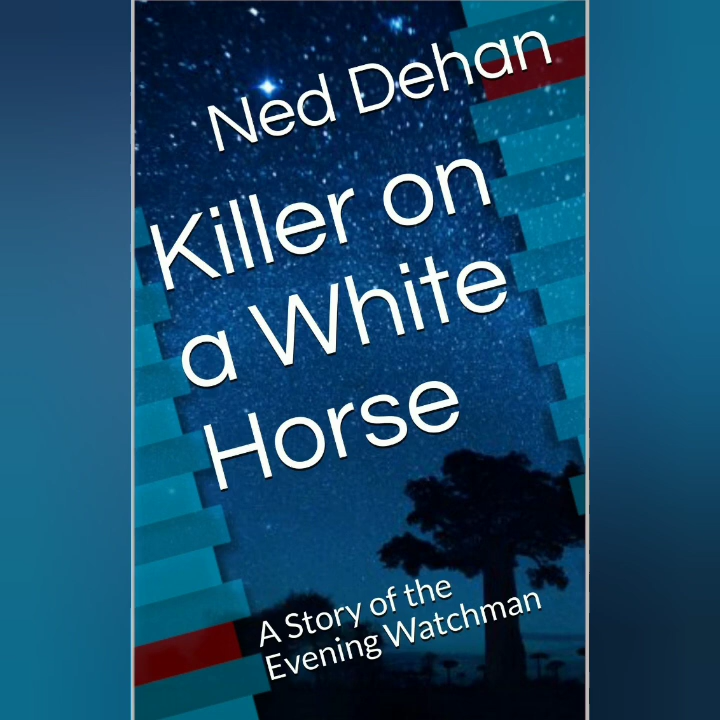 Ned Dehan
Killer on
a White
Horse
A Story of the
Evening Watchman